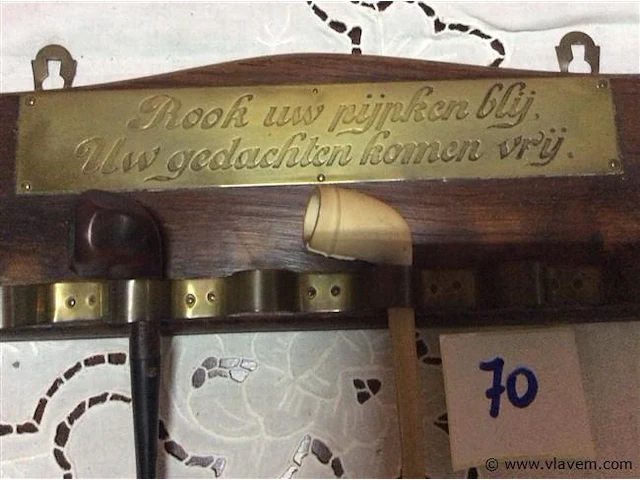 Rook uw pijpken blij.
Uw gedachten komen vrij.
70
© www.vlavem.com